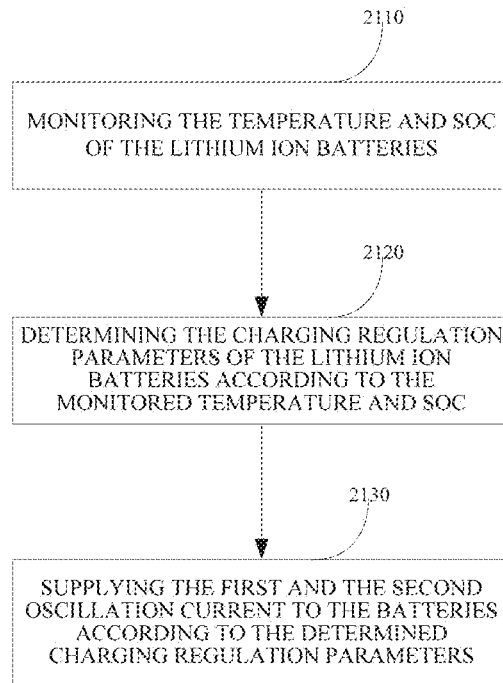 2110
MONITORING THE TEMPERATURE AND SOC
OF THE LITHIUM ION BATTERIES
2120
DETERMINING THE CHARGING REGULATION
PARAMETERS OF THE LITHIUM ION
BATTERIES ACCORDING TO THE
MONITORED TEMPERATURE AND SOC
2130
SUPPLYING THE FIRST AND THE SECOND
OSCILLATION CURRENT TO THE BATTERIES
ACCORDING TO THE DETERMINED
CHARGING REGULATION PARAMETERS